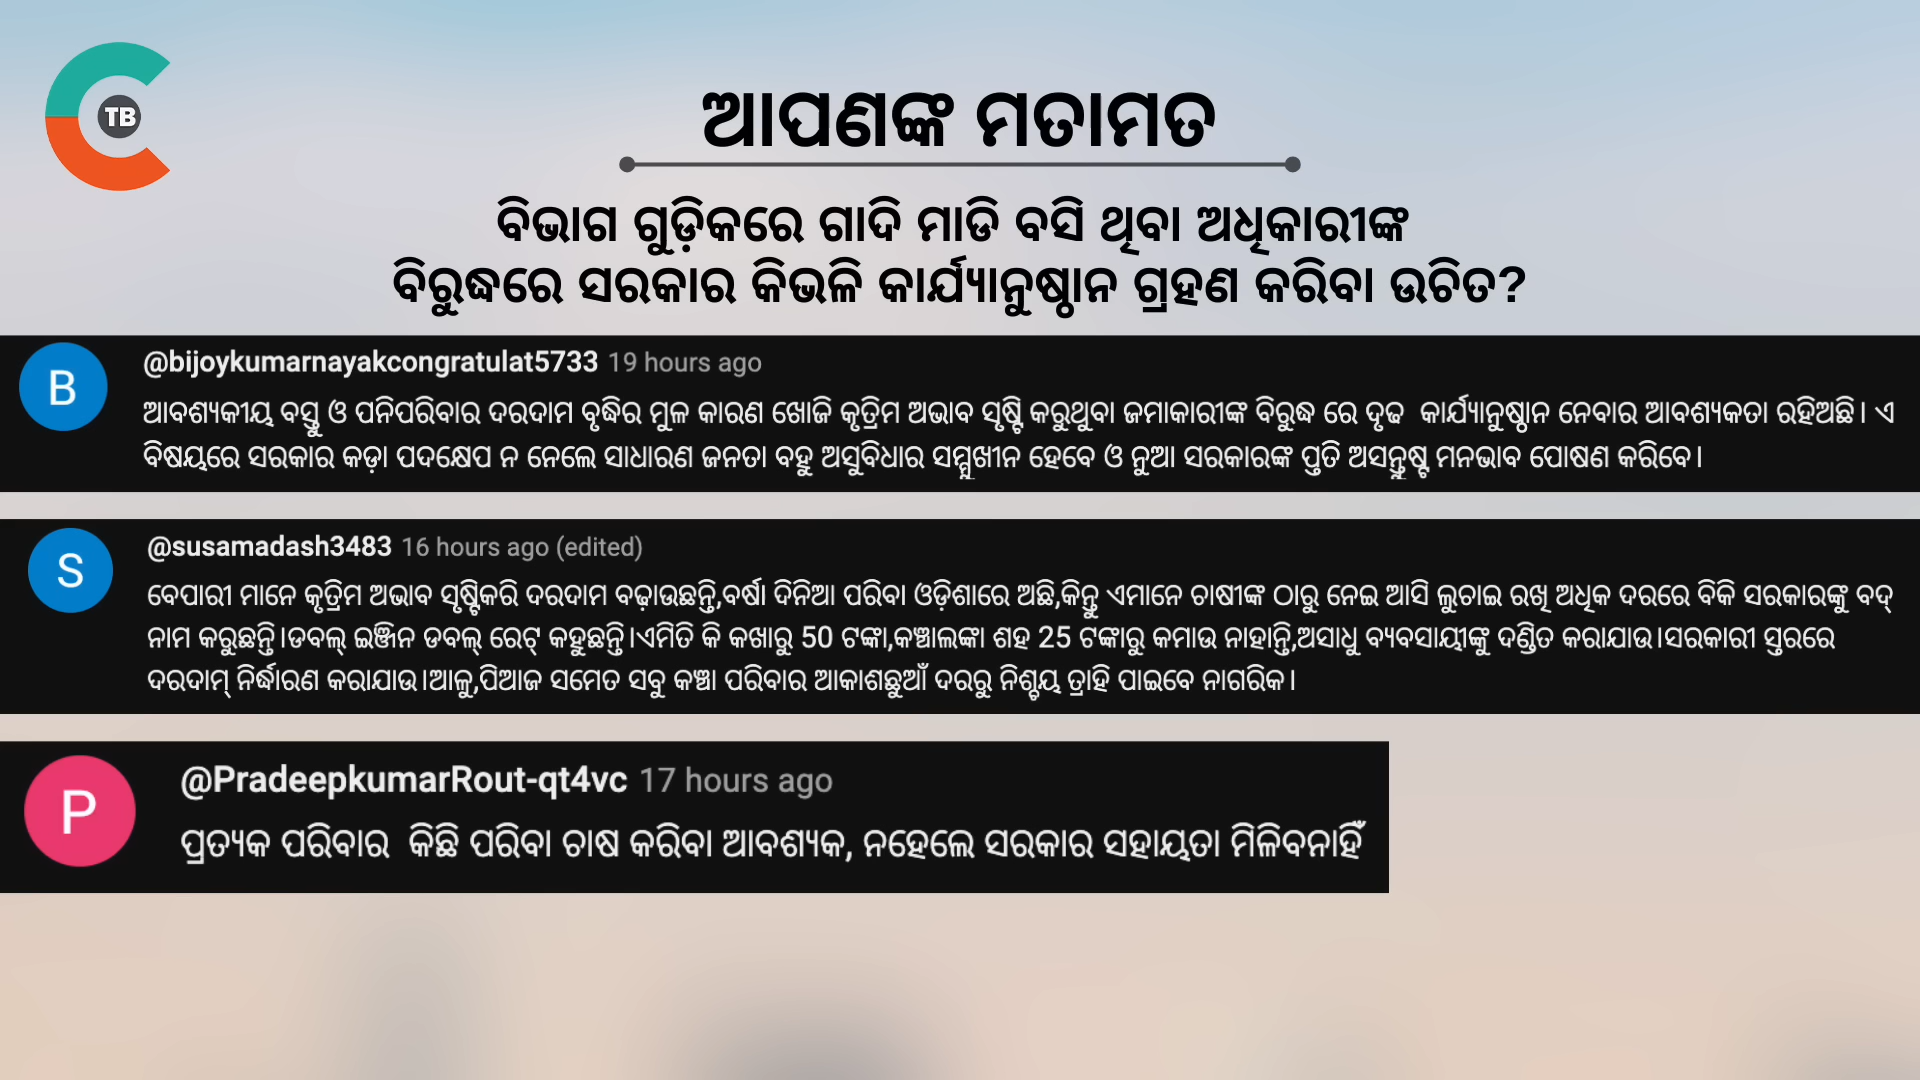 TB
ଆପଣଙ୍କ ମତାମତ
ବିଭାଗ ଗୁଡ଼ିକରେ ଗାଦି ମାଡି ବସି ଥିବା ଅଧିକାରୀଙ୍କ
ବିରୁଦ୍ଧରେ ସରକାର କିଭଳି କାର୍ଯ୍ୟାନୁଷ୍ଠାନ ଗ୍ରହଣ କରିବା ଉଚିତ?
B
@bijoykumarnayakcongratulat5733 19 hours ago
ଆବଶ୍ୟକୀୟ ବସ୍ତୁ ଓ ପନିପରିବାର ଦରଦାମ ବୃଦ୍ଧିର ମୁଳ କାରଣ ଖୋଜି କୃତ୍ରିମ ଅଭାବ ସୃଷ୍ଟି କରୁଥୁବା ଜମାକାରୀଙ୍କ ବିରୁଦ୍ଧ ରେ ଦୃଢ କାର୍ଯ୍ୟାନୁଷ୍ଠାନ ନେବାର ଆବଶ୍ୟକତା ରହିଅଛି। ଏ
ବିଷୟରେ ସରକାର କଡ଼ା ପଦକ୍ଷେପ ନ ନେଲେ ସାଧାରଣ ଜନତା ବହୁ ଅସୁବିଧାର ସମ୍ମୁଖୀନ ହେବେ ଓ ନୁଆ ସରକାରଙ୍କ ପ୍ରତି ଅସନ୍ତୁଷ୍ଟ ମନଭାବ ପୋଷଣ କରିବେ।
S
@susamadash3483 16 hours ago (edited)
ବେପାରୀ ମାନେ କୃତ୍ରିମ ଅଭାବ ସୃଷ୍ଟିକରି ଦରଦାମ ବଢ଼ାଉଛନ୍ତି,ବର୍ଷା ଦିନିଆ ପରିବା ଓଡ଼ିଶାରେ ଅଛି,କିନ୍ତୁ ଏମାନେ ଚାଷୀଙ୍କ ଠାରୁ ନେଇ ଆସି ଲୁଚାଇ ରଖି ଅଧିକ ଦରରେ ବିକି ସରକାରଙ୍କୁ ବଦ୍
ନାମ କରୁଛନ୍ତି।ଡବଲ୍ ଇଞ୍ଜିନ ଡବଲ୍ ରେଟ୍ କହୁଛନ୍ତି।ଏମିତି କି କଖାରୁ 50 ଟଙ୍କା,କଞ୍ଚାଲଙ୍କା ଶହ 25 ଟଙ୍କାରୁ କମାଉ ନାହାନ୍ତି,ଅସାଧୁ ବ୍ୟବସାୟୀଙ୍କୁ ଦଣ୍ଡିତ କରାଯାଉ।ସରକାରୀ ସ୍ତରରେ
ଦରଦାମ୍ ନିର୍ଦ୍ଧାରଣ କରାଯାଉ।ଆଳୁ,ପିଆଜ ସମେତ ସବୁ କଞ୍ଚା ପରିବାର ଆକାଶଛୁଆଁ ଦରରୁ ନିଶ୍ଚୟ ତ୍ରାହି ପାଇବେ ନାଗରିକ।
P
@PradeepkumarRout-qt4vc 17 hours ago
ପ୍ରତ୍ୟକ ପରିବାର କିଛି ପରିବା ଚାଷ କରିବା ଆବଶ୍ୟକ, ନହେଲେ ସରକାର ସହାୟତା ମିଳିବନାହିଁ